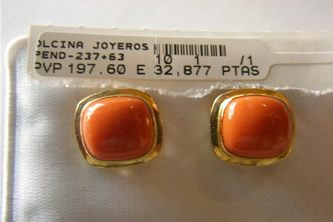 OLCINA JOYEROS
PEND-237+63 10 1 /1
PVP 197.60 E 32,877 PTAS